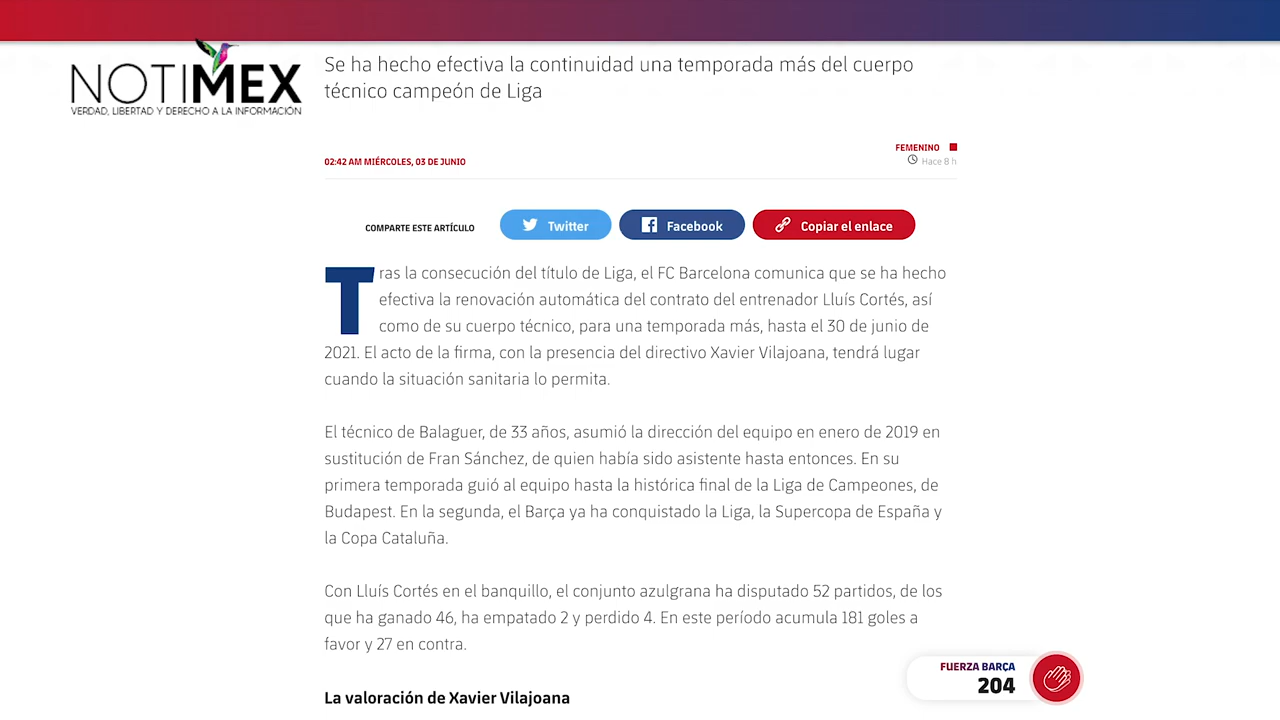 NOTIMEX
VERDAD, LIBERTAD Y DERECHO A LA INFORMACIÓN
Se ha hecho efectiva la continuidad una temporada más del cuerpo
técnico campeón de Liga
FEMENINO
02:42 AM MIÉRCOLES, 03 DE JUNIO
Hace 8 h
COMPARTE ESTE ARTÍCULO
Twitter
Facebook
Copiar el enlace
Tras la consecución del título de Liga, el FC Barcelona comunica que se ha hecho
efectiva la renovación automática del contrato del entrenador Lluís Cortés, así
como de su cuerpo técnico, para una temporada más, hasta el 30 de junio de
2021. El acto de la firma, con la presencia del directivo Xavier Vilajoana, tendrá lugar
cuando la situación sanitaria lo permita.
El técnico de Balaguer, de 33 años, asumió la dirección del equipo en enero de 2019 en
sustitución de Fran Sánchez, de quien había sido asistente hasta entonces. En su
primera temporada guió al equipo hasta la histórica final de la Liga de Campeones, de
Budapest. En la segunda, el Barça ya ha conquistado la Liga, la Supercopa de España y
la Copa Cataluña.
Con Lluís Cortés en el banquillo, el conjunto azulgrana ha disputado 52 partidos, de los
que ha ganado 46, ha empatado 2 y perdido 4. En este período acumula 181 goles a
favor y 27 en contra.
FUERZA BARÇA
204
La valoración de Xavier Vilajoana